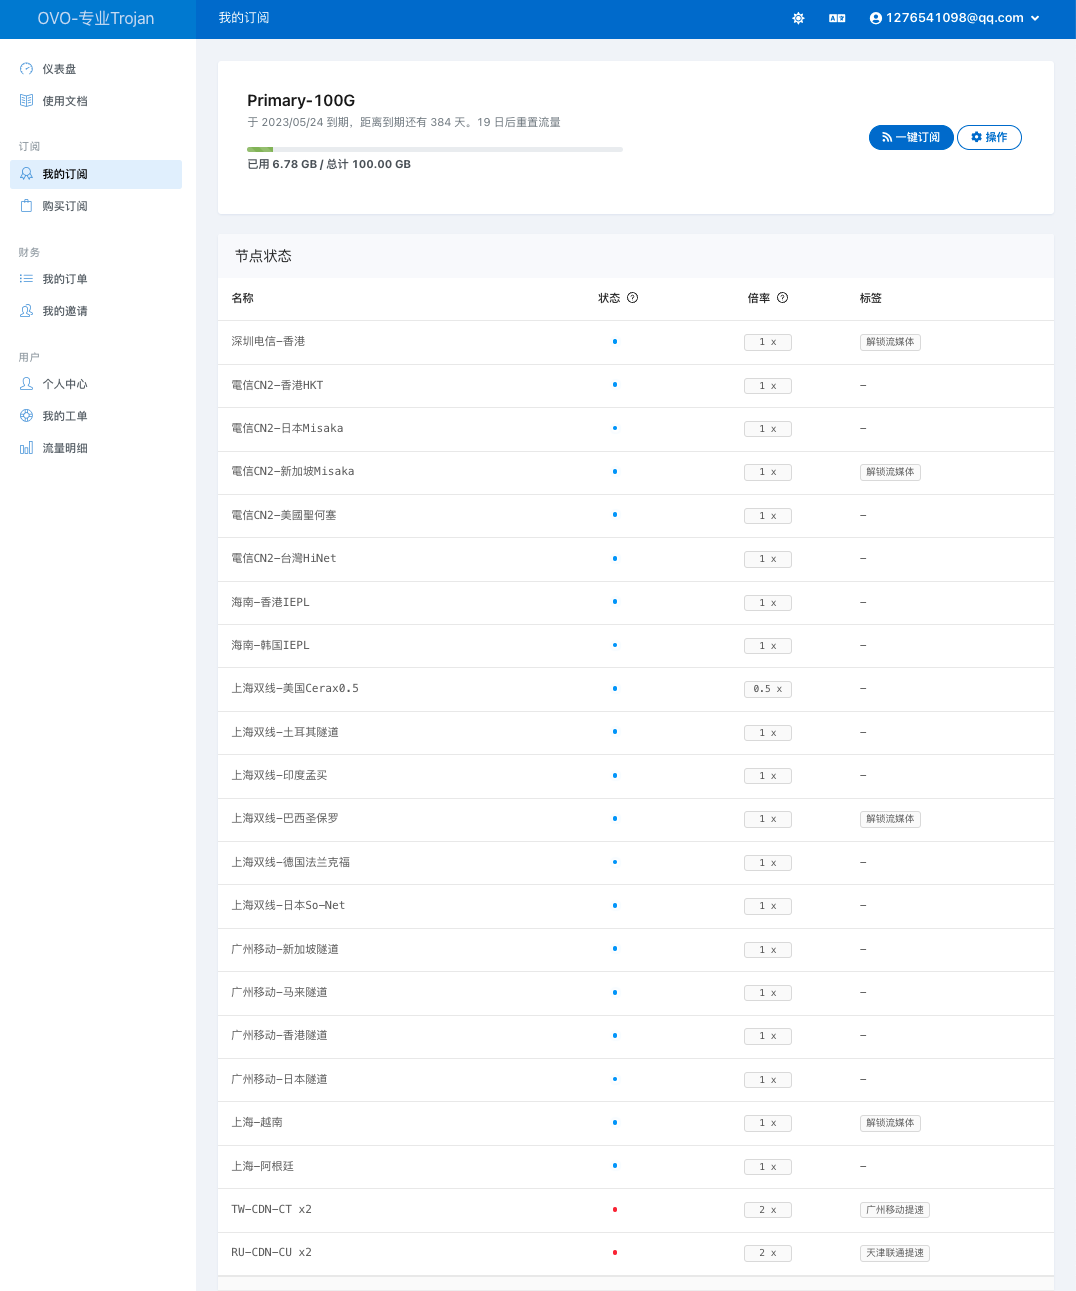 OVO-专业Trojan
我的订阅
1276541098@qq.com
仪表盘
使用文档
订阅
我的订阅
购买订阅
财务
我的订单
我的邀请
用户
个人中心
我的工单
流量明细
Primary-100G
于 2023/05/24 到期，距离到期还有 384 天。19 日后重置流量
已用 6.78 GB / 总计 100.00 GB
一键订阅 操作
节点状态
名称 状态 倍率 标签
深圳电信-香港 1 x 解锁流媒体
電信CN2-香港HKT 1 x -
電信CN2-日本Misaka 1 x -
電信CN2-新加坡Misaka 1 x 解锁流媒体
電信CN2-美國聖何塞 1 x -
電信CN2-台灣HiNet 1 x -
海南-香港IEPL 1 x -
海南-韩国IEPL 1 x -
上海双线-美国Cerax0.5 0.5 x -
上海双线-土耳其隧道 1 x -
上海双线-印度孟买 1 x -
上海双线-巴西圣保罗 1 x 解锁流媒体
上海双线-德国法兰克福 1 x -
上海双线-日本So-Net 1 x -
广州移动-新加坡隧道 1 x -
广州移动-马来隧道 1 x -
广州移动-香港隧道 1 x -
广州移动-日本隧道 1 x -
上海-越南 1 x 解锁流媒体
上海-阿根廷 1 x -
TW-CDN-CT x2 2 x 广州移动提速
RU-CDN-CU x2 2 x 天津联通提速